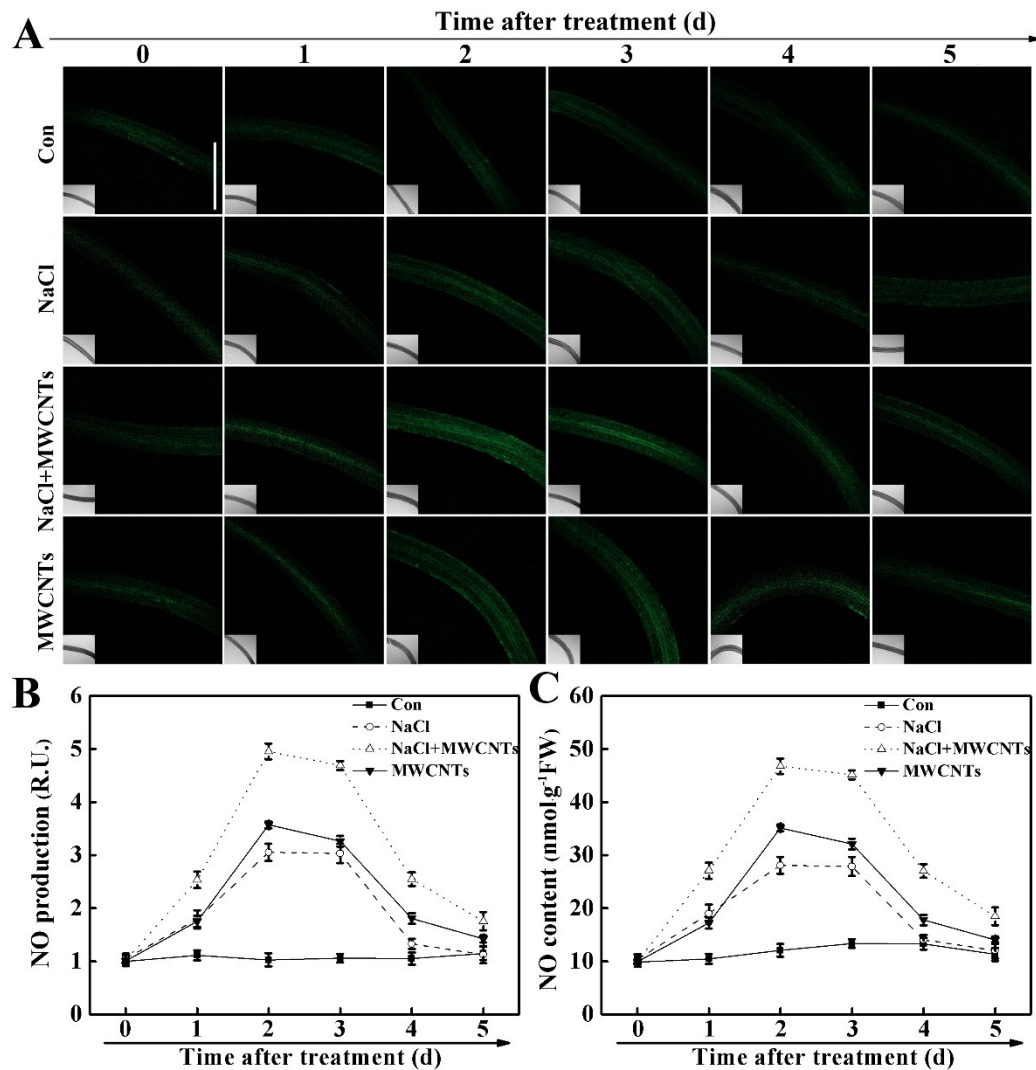 A
Time after treatment (d)
0 1 2 3 4 5
Con
NaCl
NaCl+MWCNTs
MWCNTs
B
NO production (R.U.)
6
5
4
3
2
1
0
Con
NaCl
NaCl+MWCNTs
MWCNTs
0 1 2 3 4 5
Time after treatment (d)
C
NO content (nmol·g⁻¹FW)
60
50
40
30
20
10
0
Con
NaCl
NaCl+MWCNTs
MWCNTs
0 1 2 3 4 5
Time after treatment (d)